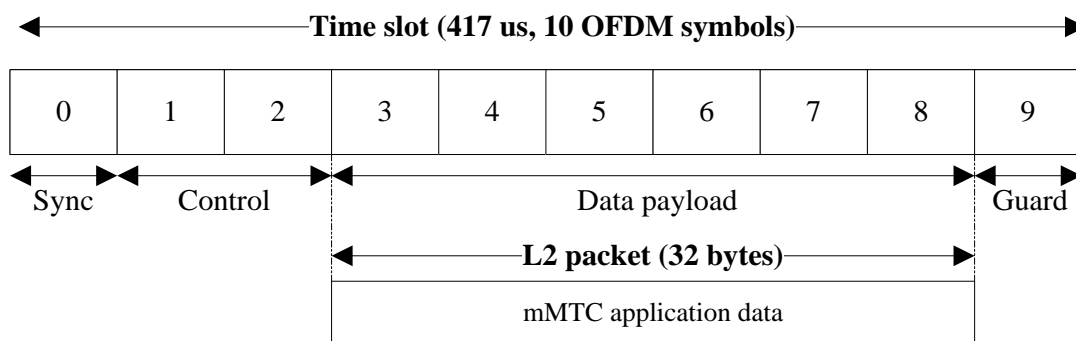 Time slot (417 us, 10 OFDM symbols)
0 1 2 3 4 5 6 7 8 9
Sync Control Data payload Guard
L2 packet (32 bytes)
mMTC application data